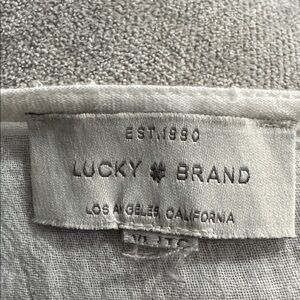 EST.1990
LUCKY BRAND
LOS ANGELES CALIFORNIA